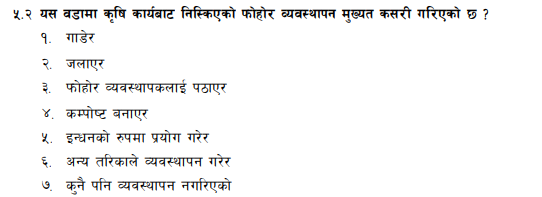 ५.२ यस वडामा कृषि कार्यबाट निस्किएको फोहोर व्यवस्थापन मुख्यत कसरी गरिएको छ ?
१. गाडेर
२. जलाएर
३. फोहोर व्यवस्थापकलाई पठाएर
४. कम्पोष्ट बनाएर
५. इन्धनको रुपमा प्रयोग गरेर
६. अन्य तरिकाले व्यवस्थापन गरेर
७. कुनै पनि व्यवस्थापन नगरिएको